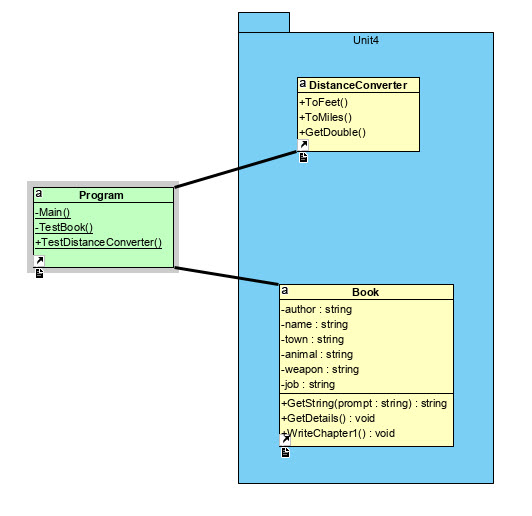 Unit4
a DistanceConverter
+ToFeet()
+ToMiles()
+GetDouble()
a Program
-Main()
-TestBook()
+TestDistanceConverter()
a Book
-author : string
-name : string
-town : string
-animal : string
-weapon : string
-job : string
+GetString(prompt : string) : string
+GetDetails() : void
+WriteChapter1() : void